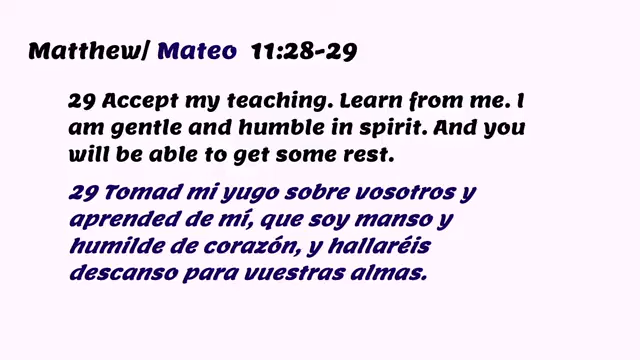 Matthew/ Mateo 11:28-29
29 Accept my teaching. Learn from me. I
am gentle and humble in spirit. And you
will be able to get some rest.
29 Tomad mi yugo sobre vosotros y
aprended de mí, que soy manso y
humilde de corazón, y hallaréis
descanso para vuestras almas.